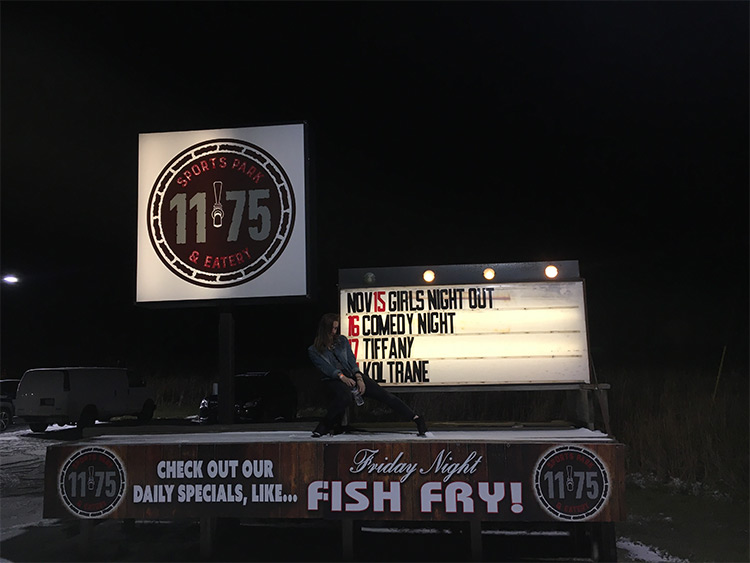 SPORTS PARK
11 75
& EATERY
NOV 15 GIRLS NIGHT OUT
16 COMEDY NIGHT
7 TIFFANY
KOLTRANE
11 75
CHECK OUT OUR
DAILY SPECIALS, LIKE...
Friday Night
FISH FRY!
11 75